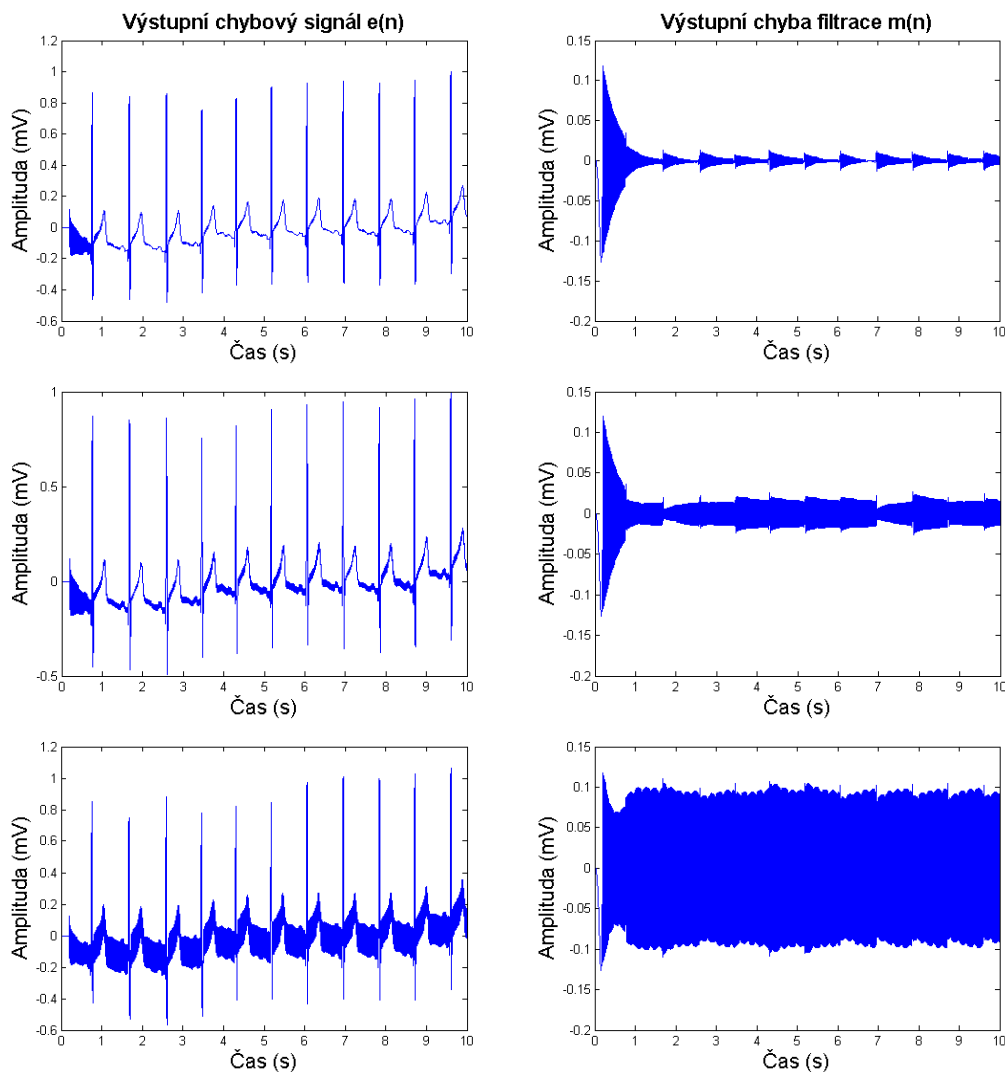 Výstupní chybový signál e(n)
Výstupní chyba filtrace m(n)
Amplituda (mV)
1.2
1
0.8
0.6
0.4
0.2
0
-0.2
-0.4
-0.6
0 1 2 3 4 5 6 7 8 9 10
Čas (s)
Amplituda (mV)
0.15
0.1
0.05
0
-0.05
-0.1
-0.15
-0.2
0 1 2 3 4 5 6 7 8 9 10
Čas (s)
Amplituda (mV)
1
0.5
0
-0.5
0 1 2 3 4 5 6 7 8 9 10
Čas (s)
Amplituda (mV)
0.15
0.1
0.05
0
-0.05
-0.1
-0.15
-0.2
0 1 2 3 4 5 6 7 8 9 10
Čas (s)
Amplituda (mV)
1.2
1
0.8
0.6
0.4
0.2
0
-0.2
-0.4
-0.6
0 1 2 3 4 5 6 7 8 9 10
Čas (s)
Amplituda (mV)
0.15
0.1
0.05
0
-0.05
-0.1
-0.15
-0.2
0 1 2 3 4 5 6 7 8 9 10
Čas (s)